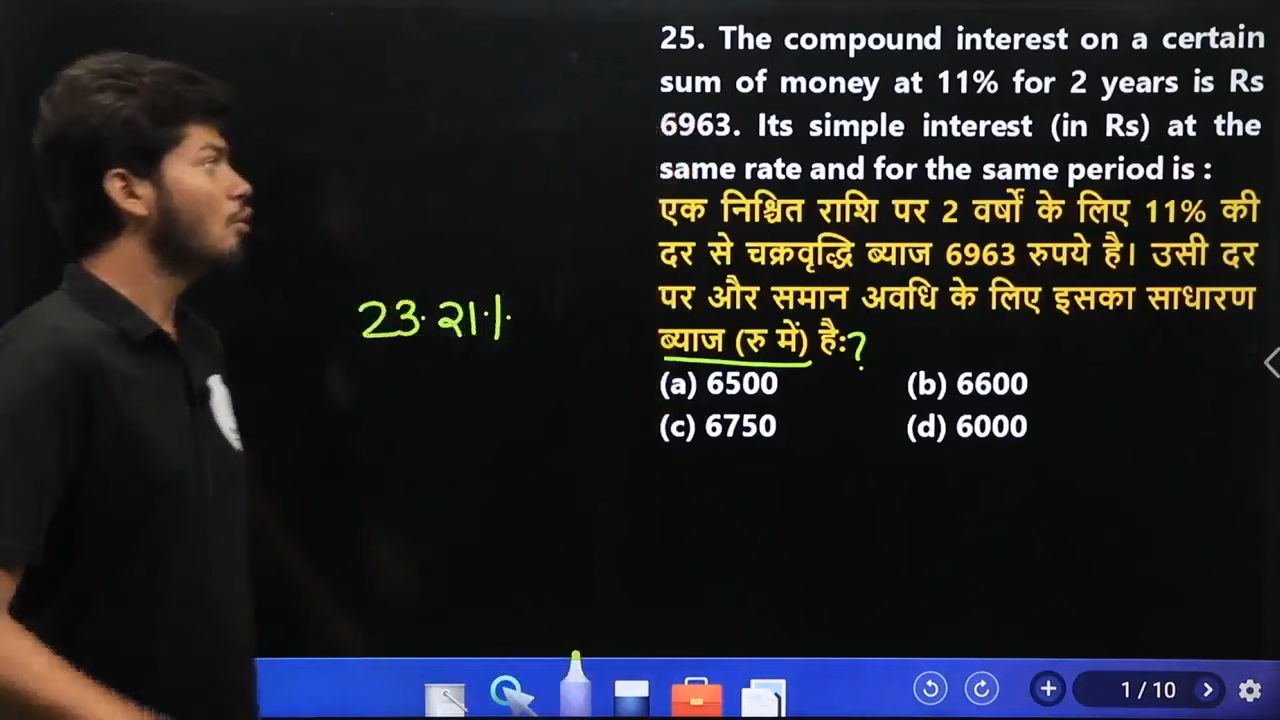 25. The compound interest on a certain
sum of money at 11% for 2 years is Rs
6963. Its simple interest (in Rs) at the
same rate and for the same period is :
एक निश्चित राशि पर 2 वर्षों के लिए 11% की
दर से चक्रवृद्धि ब्याज 6963 रुपये है। उसी दर
पर और समान अवधि के लिए इसका साधारण
ब्याज (रु में) है:?
(a) 6500 (b) 6600
(c) 6750 (d) 6000
23.21%
1 / 10